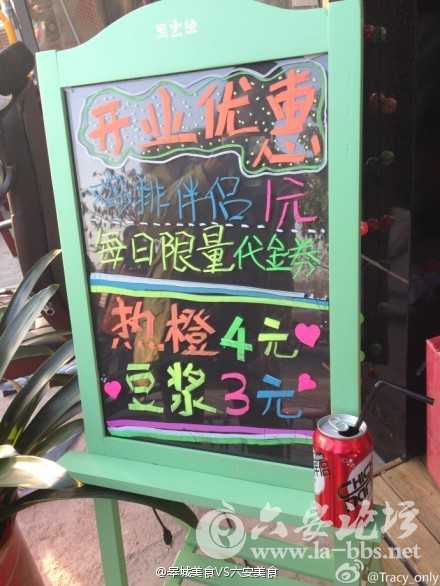 开业优惠
排伴侣1元
每日限量代金券
热橙4元
豆浆3元
六安论坛
www.la-bbs.net
@皋城美食VS六安美食
@Tracy_only